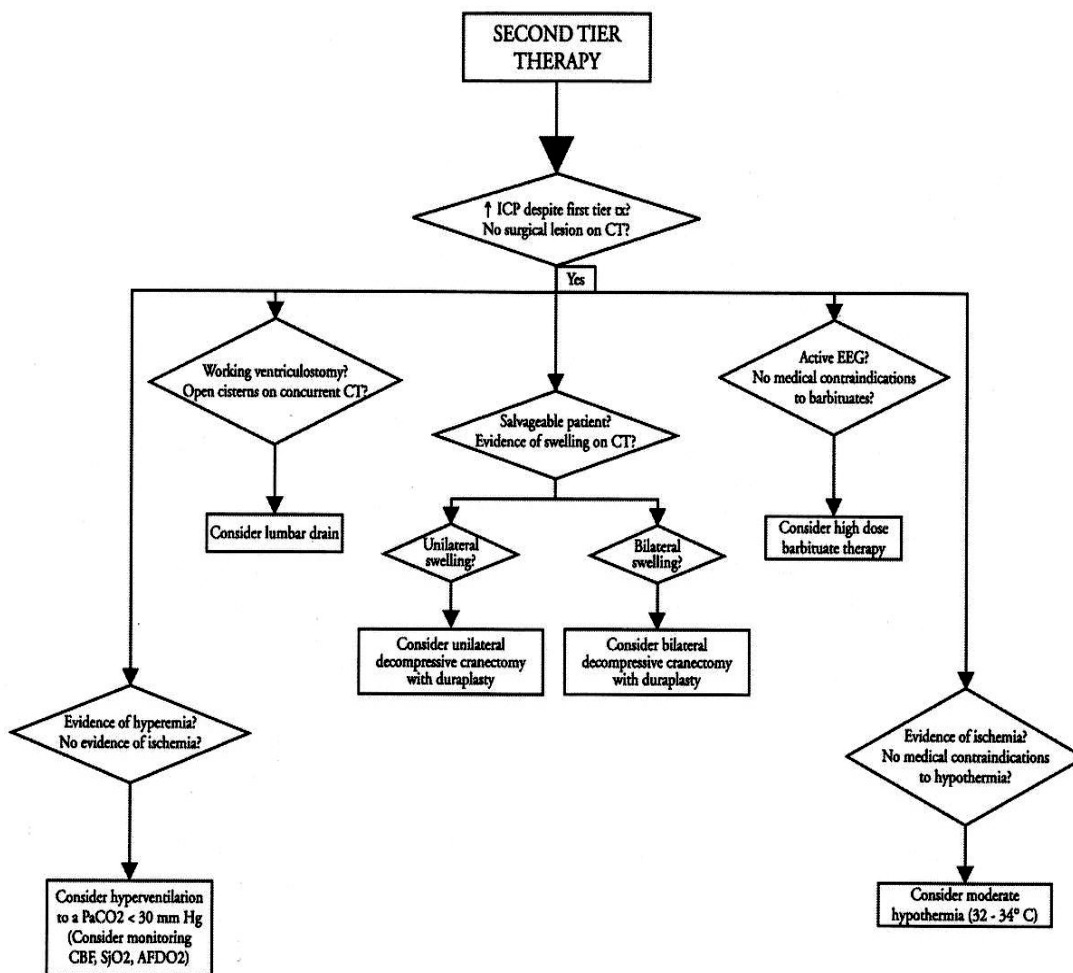 SECOND TIER
THERAPY
↑ ICP despite first tier tx?
No surgical lesion on CT?
Yes
Working ventriculostomy?
Open cisterns on concurrent CT?
Consider lumbar drain
Salvageable patient?
Evidence of swelling on CT?
Unilateral
swelling?
Bilateral
swelling?
Consider unilateral
decompressive cranectomy
with duraplasty
Consider bilateral
decompressive cranectomy
with duraplasty
Active EEG?
No medical contraindications
to barbituates?
Consider high dose
barbituate therapy
Evidence of hyperemia?
No evidence of ischemia?
Consider hyperventilation
to a PaCO2 < 30 mm Hg
(Consider monitoring
CBF, SjO2, AFDO2)
Evidence of ischemia?
No medical contraindications
to hypothermia?
Consider moderate
hypothermia (32 - 34° C)